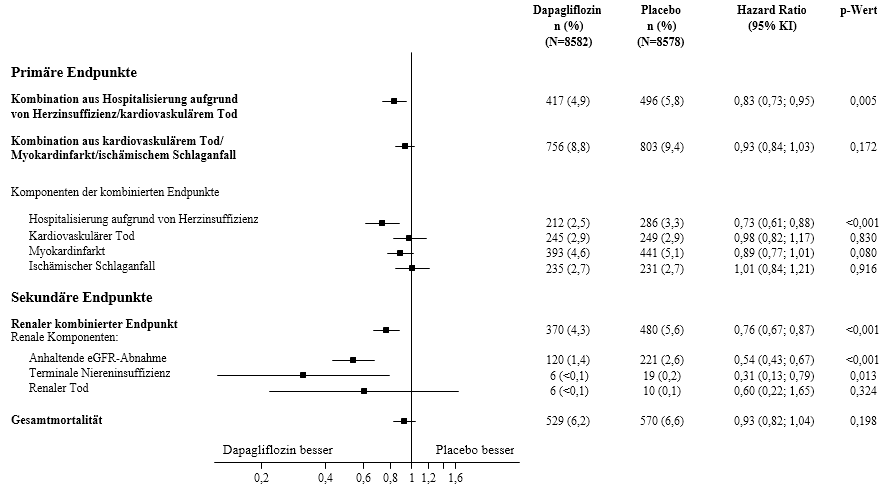 Dapagliflozin Placebo Hazard Ratio p-Wert
n (%) n (%) (95% KI)
(N=8582) (N=8578)
Primäre Endpunkte
Kombination aus Hospitalisierung aufgrund
von Herzinsuffizienz/kardiovaskulärem Tod 417 (4,9) 496 (5,8) 0,83 (0,73; 0,95) 0,005
Kombination aus kardiovaskulärem Tod/
Myokardinfarkt/ischämischem Schlaganfall 756 (8,8) 803 (9,4) 0,93 (0,84; 1,03) 0,172
Komponenten der kombinierten Endpunkte
Hospitalisierung aufgrund von Herzinsuffizienz 212 (2,5) 286 (3,3) 0,73 (0,61; 0,88) <0,001
Kardiovaskulärer Tod 245 (2,9) 249 (2,9) 0,98 (0,82; 1,17) 0,830
Myokardinfarkt 393 (4,6) 441 (5,1) 0,89 (0,77; 1,01) 0,080
Ischämischer Schlaganfall 235 (2,7) 231 (2,7) 1,01 (0,84; 1,21) 0,916
Sekundäre Endpunkte
Renaler kombinierter Endpunkt 370 (4,3) 480 (5,6) 0,76 (0,67; 0,87) <0,001
Renale Komponenten:
Anhaltende eGFR-Abnahme 120 (1,4) 221 (2,6) 0,54 (0,43; 0,67) <0,001
Terminale Niereninsuffizienz 6 (<0,1) 19 (0,2) 0,31 (0,13; 0,79) 0,013
Renaler Tod 6 (<0,1) 10 (0,1) 0,60 (0,22; 1,65) 0,324
Gesamtmortalität 529 (6,2) 570 (6,6) 0,93 (0,82; 1,04) 0,198
Dapagliflozin besser Placebo besser
0,2 0,4 0,6 0,8 1 1,2 1,6